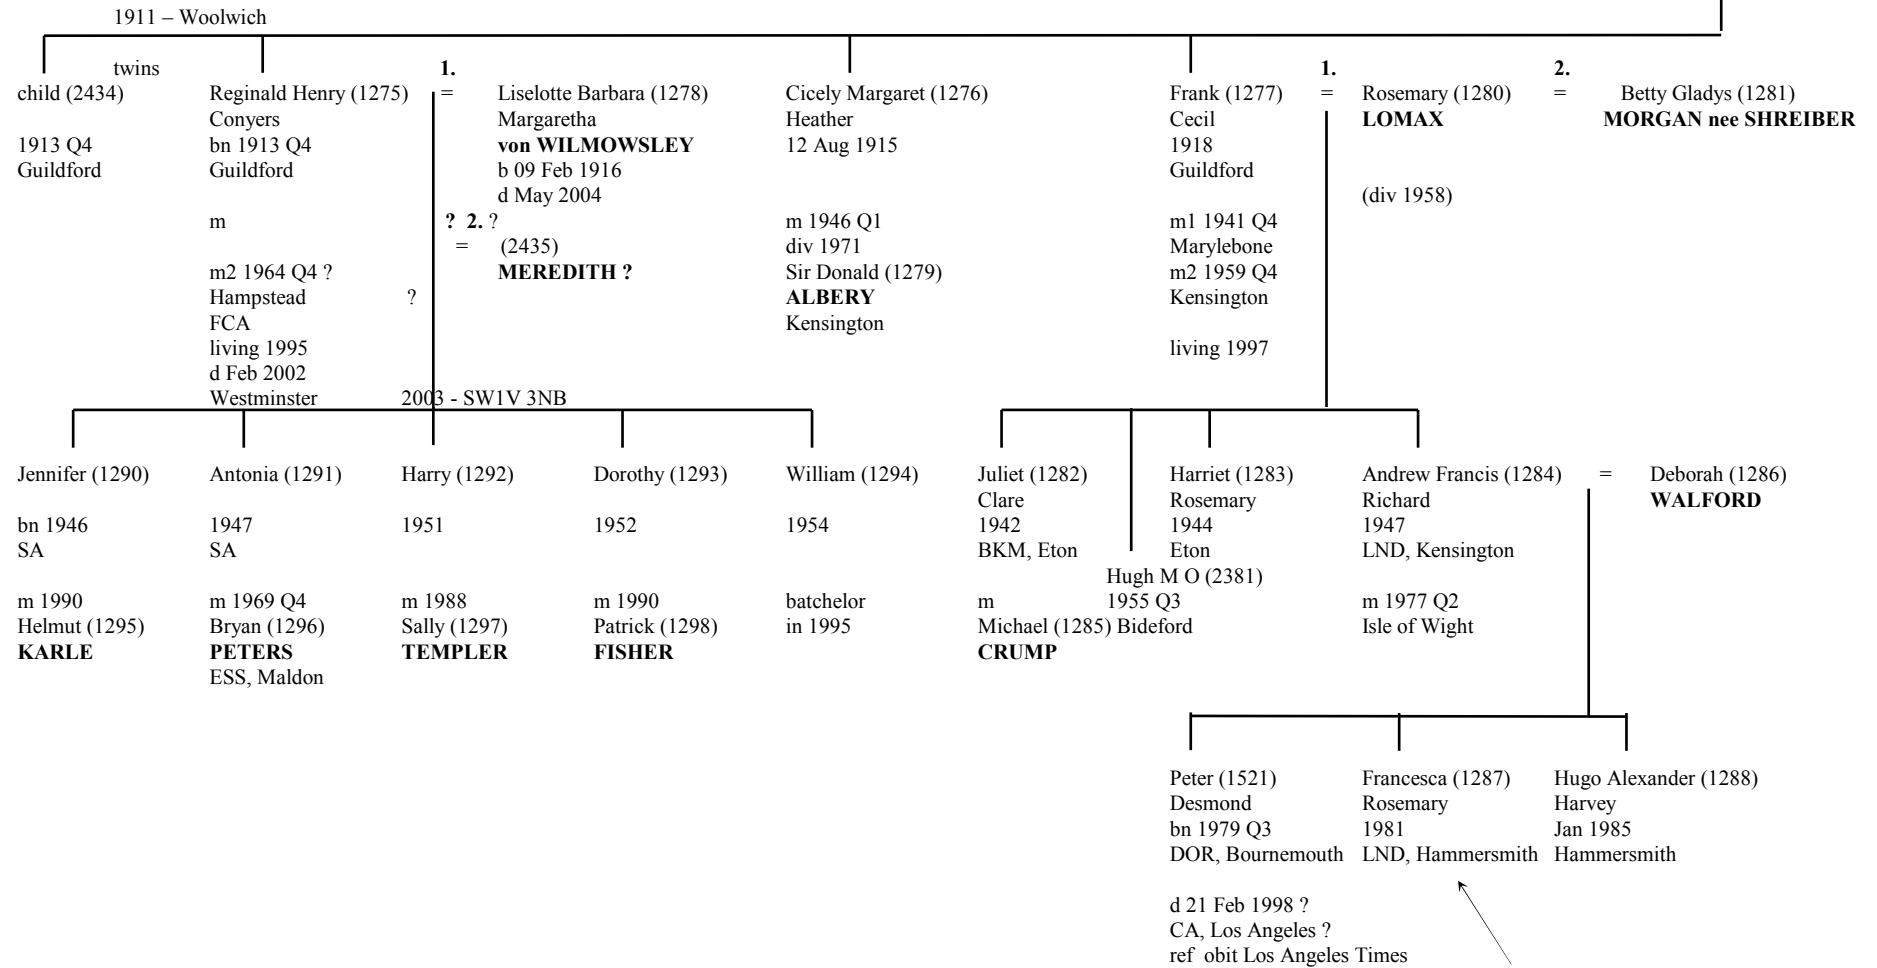 1911 – Woolwich
twins 1. 1. 2.
child (2434) Reginald Henry (1275) = Liselotte Barbara (1278) Cicely Margaret (1276) Frank (1277) = Rosemary (1280) = Betty Gladys (1281)
Conyers Margaretha Heather Cecil LOMAX MORGAN nee SHREIBER
1913 Q4 bn 1913 Q4 von WILMOWSLEY 12 Aug 1915 1918
Guildford Guildford b 09 Feb 1916 Guildford
d May 2004 (div 1958)
m ? 2. ? m 1946 Q1 m1 1941 Q4
= (2435) div 1971 Marylebone
m2 1964 Q4 ? MEREDITH ? Sir Donald (1279) m2 1959 Q4
Hampstead ? ALBERY Kensington
FCA Kensington
living 1995 living 1997
d Feb 2002
Westminster 2003 - SW1V 3NB
Jennifer (1290) Antonia (1291) Harry (1292) Dorothy (1293) William (1294) Juliet (1282) Harriet (1283) Andrew Francis (1284) = Deborah (1286)
Clare Rosemary Richard WALFORD
bn 1946 1947 1951 1952 1954 1942 1944 1947
SA SA BKM, Eton Eton LND, Kensington
Hugh M O (2381)
m 1990 m 1969 Q4 m 1988 m 1990 batchelor m 1955 Q3 m 1977 Q2
Helmut (1295) Bryan (1296) Sally (1297) Patrick (1298) in 1995 Michael (1285) Bideford Isle of Wight
KARLE PETERS TEMPLER FISHER CRUMP
ESS, Maldon
Peter (1521) Francesca (1287) Hugo Alexander (1288)
Desmond Rosemary Harvey
bn 1979 Q3 1981 Jan 1985
DOR, Bournemouth LND, Hammersmith Hammersmith
d 21 Feb 1998 ?
CA, Los Angeles ?
ref obit Los Angeles Times